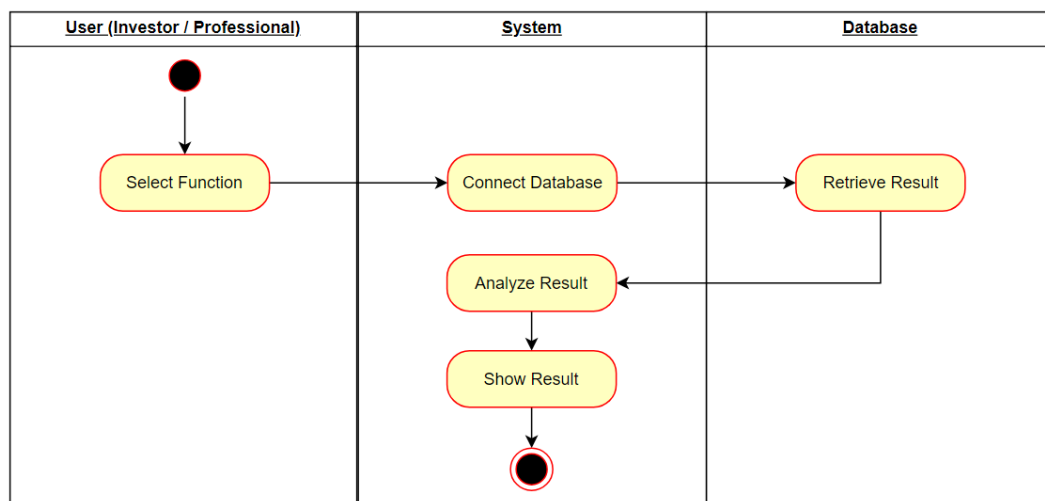 User (Investor / Professional)
System
Database
Select Function
Connect Database
Retrieve Result
Analyze Result
Show Result